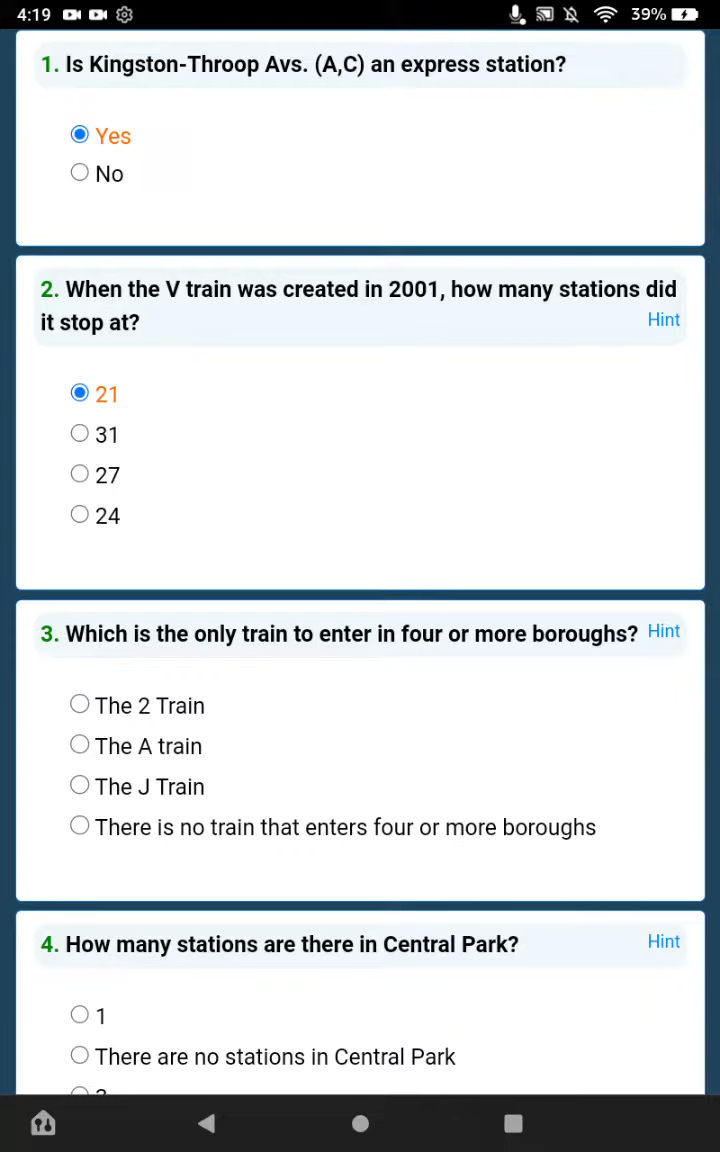 4:19
39%
1. Is Kingston-Throop Avs. (A,C) an express station?
Yes
No
2. When the V train was created in 2001, how many stations did
it stop at?
Hint
21
31
27
24
3. Which is the only train to enter in four or more boroughs?
Hint
The 2 Train
The A train
The J Train
There is no train that enters four or more boroughs
4. How many stations are there in Central Park?
Hint
1
There are no stations in Central Park